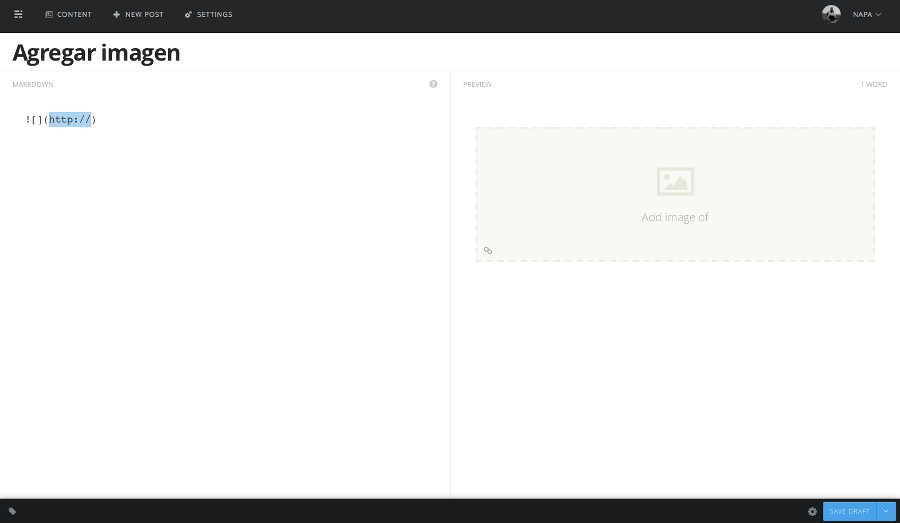 CONTENT NEW POST SETTINGS NAPA
Agregar imagen
MARKDOWN ?
![](http://)
PREVIEW 1 WORD
Add image of
SAVE DRAFT